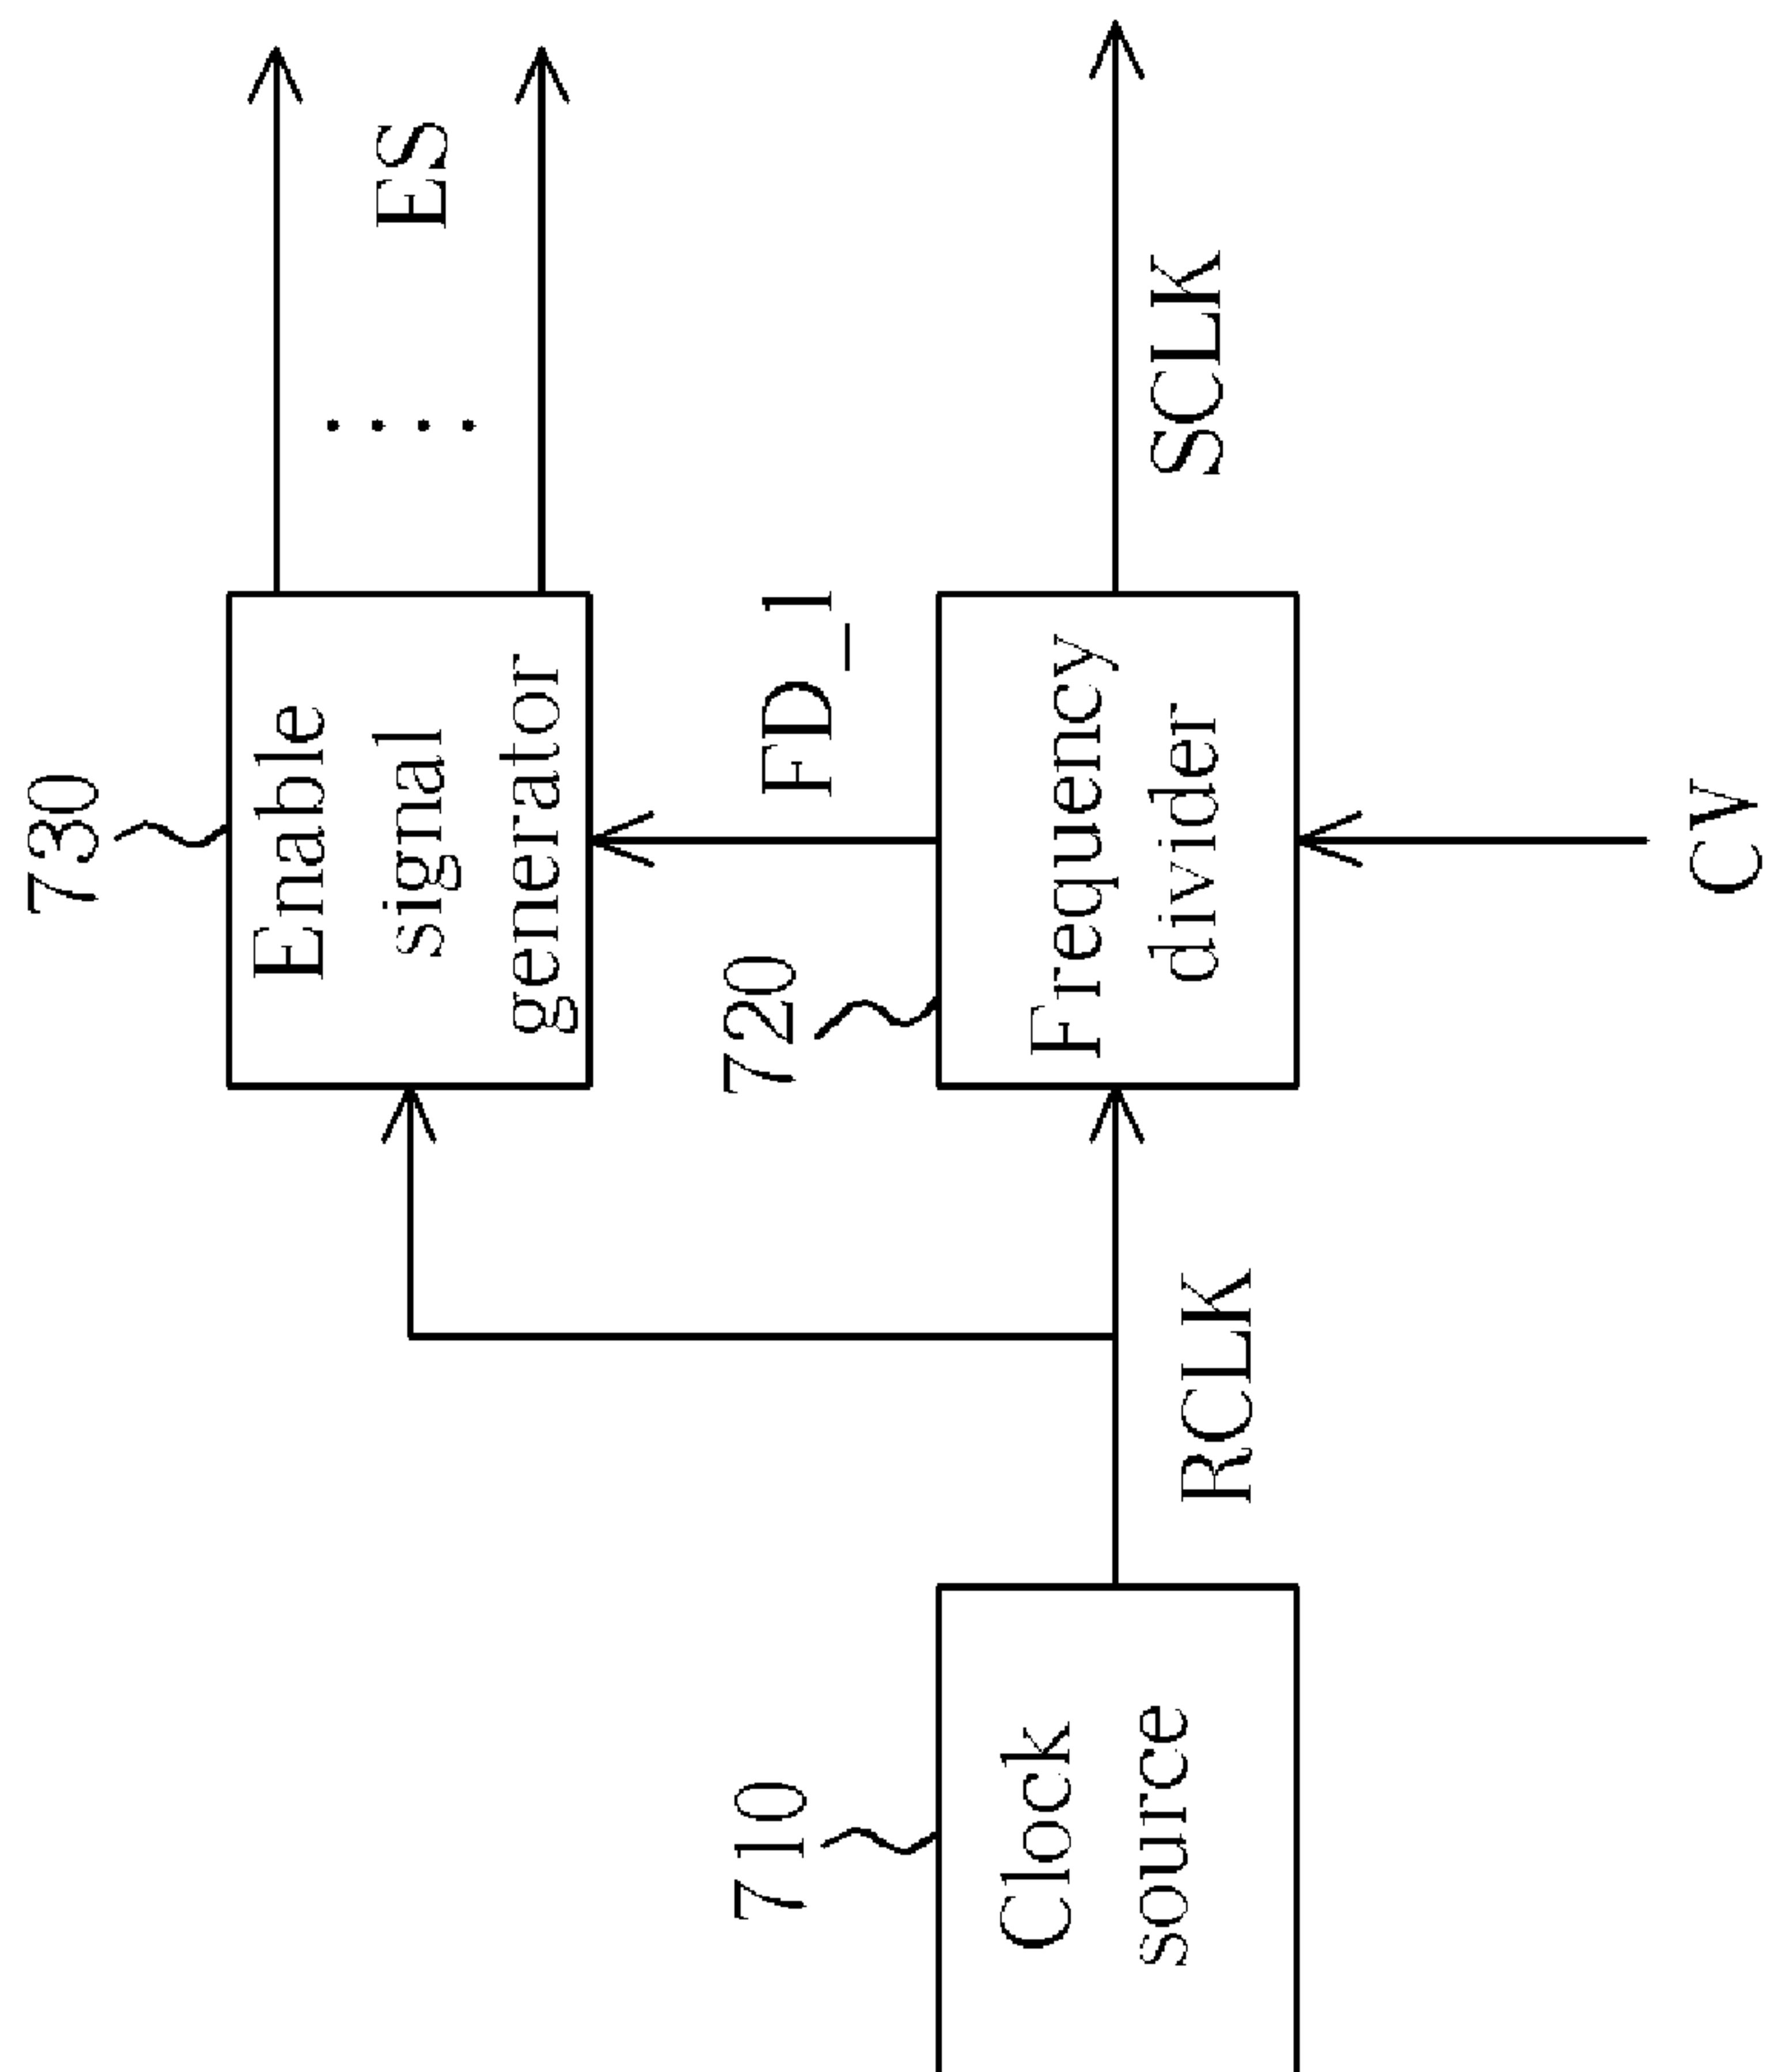 730
Enable
signal
generator
ES
710
720
FD_1
Clock
source
Frequency
divider
RCLK
SCLK
CV